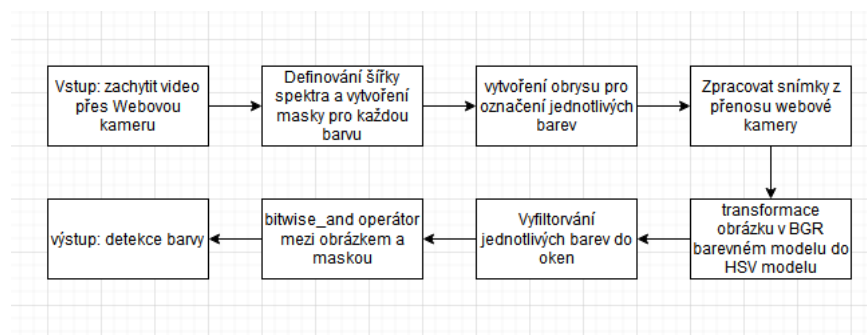 Vstup: zachytit video
přes Webovou
kameru
Definování šířky
spektra a vytvoření
masky pro každou
barvu
vytvoření obrysu pro
označení jednotlivých
barev
Zpracovat snímky z
přenosu webové
kamery
transformace
obrázku v BGR
barevném modelu do
HSV modelu
Vyfiltorvání
jednotlivých barev do
oken
bitwise_and operátor
mezi obrázkem a
maskou
výstup: detekce barvy